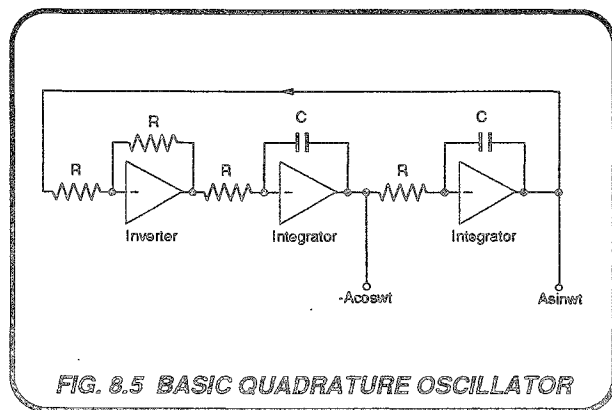 R
C
C
R
R
R
Inverter
Integrator
Integrator
-Acoswt
Asinwt
FIG. 8.5 BASIC QUADRATURE OSCILLATOR